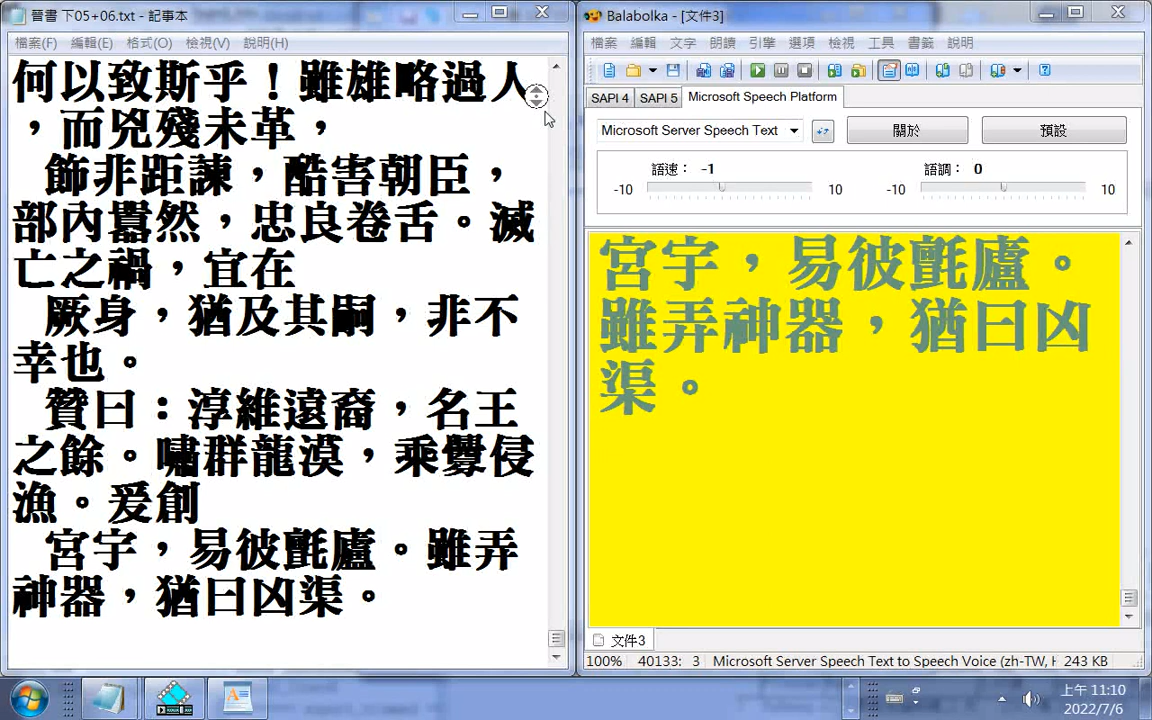 晉書 下05+06.txt - 記事本
檔案(F) 編輯(E) 格式(O) 檢視(V) 說明(H)
何以致斯乎！雖雄略過人
，而兇殘未革，
飾非距諫，酷害朝臣，
部內囂然，忠良卷舌。滅
亡之禍，宜在
厥身，猶及其嗣，非不
幸也。
贊曰：淳維遠裔，名王
之餘。嘯群龍漠，乘釁侵
漁。爰創
宮宇，易彼氈廬。雖弄
神器，猶曰凶渠。
Balabolka - [文件3]
檔案 編輯 文字 朗讀 引擎 選項 檢視 工具 書籤 說明
SAPI 4 SAPI 5 Microsoft Speech Platform
Microsoft Server Speech Text 關於 預設
語速： -1 語調： 0
-10 10 -10 10
宮宇，易彼氈廬。
雖弄神器，猶曰凶
渠。
文件3
100% 40133: 3 Microsoft Server Speech Text to Speech Voice (zh-TW, H 243 KB
上午 11:10
2022/7/6